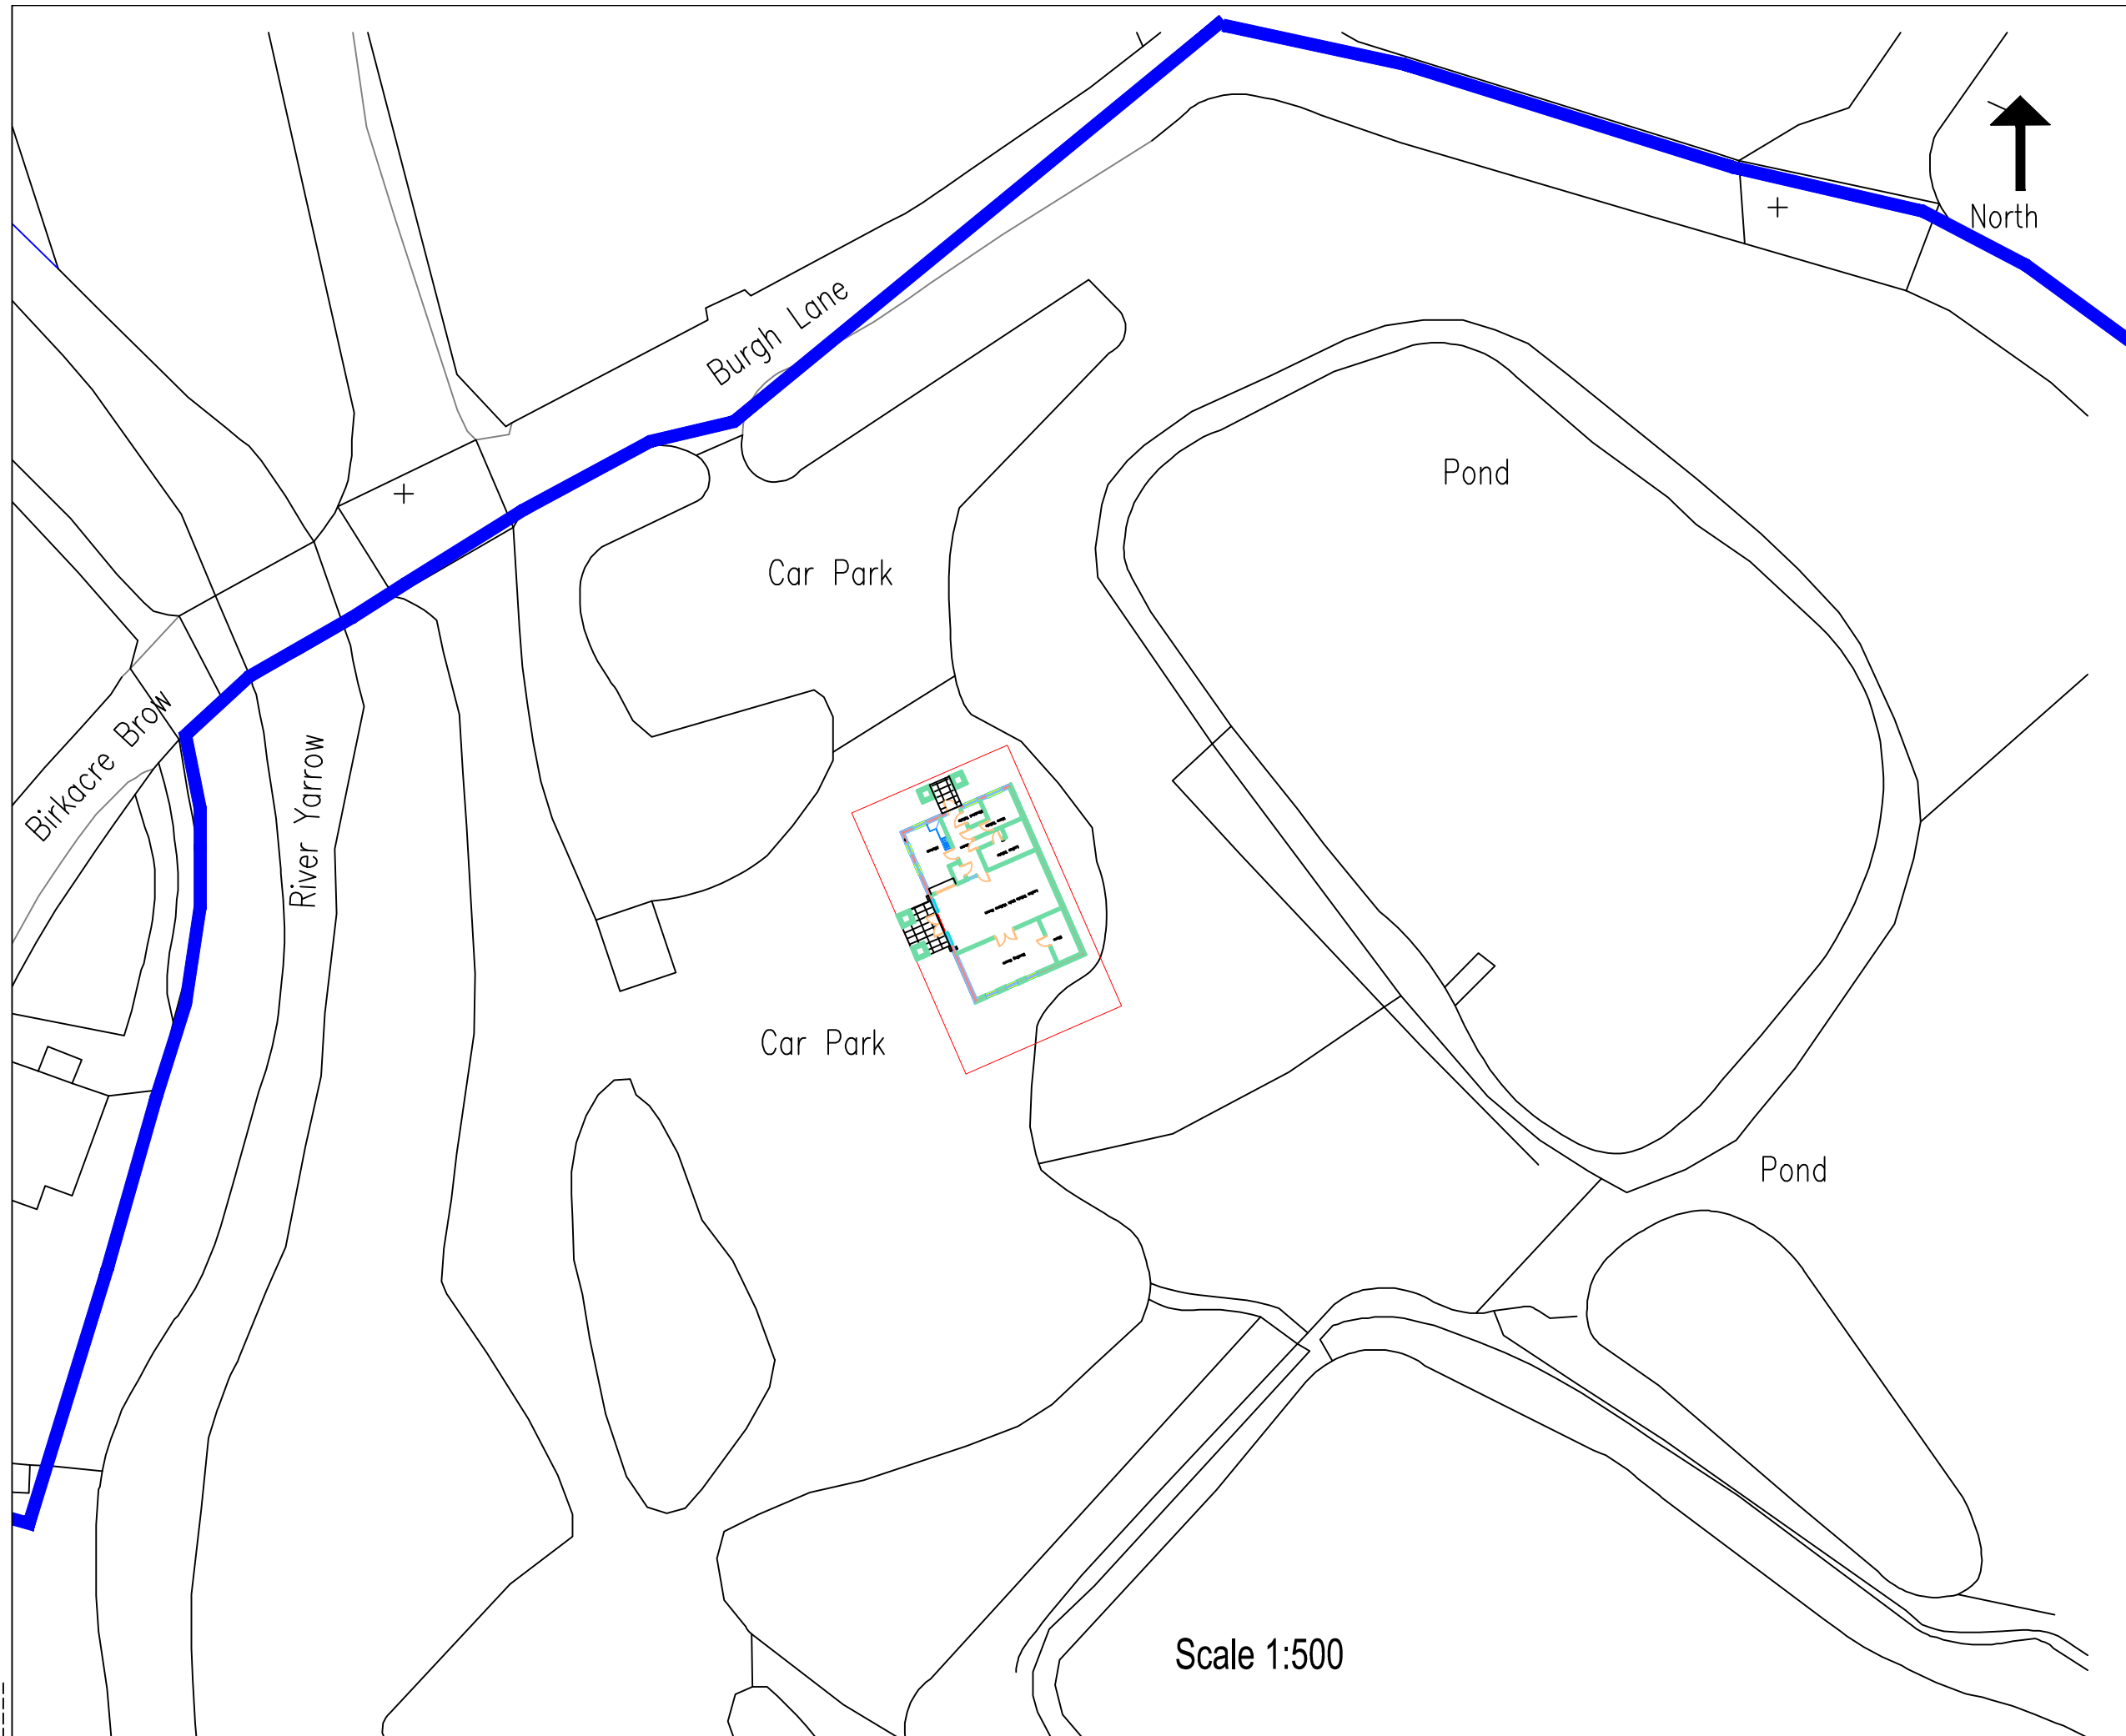 North
Burgh Lane
Pond
Car Park
Birkacre Brow
River Yarrow
Car Park
Pond
Scale 1:500